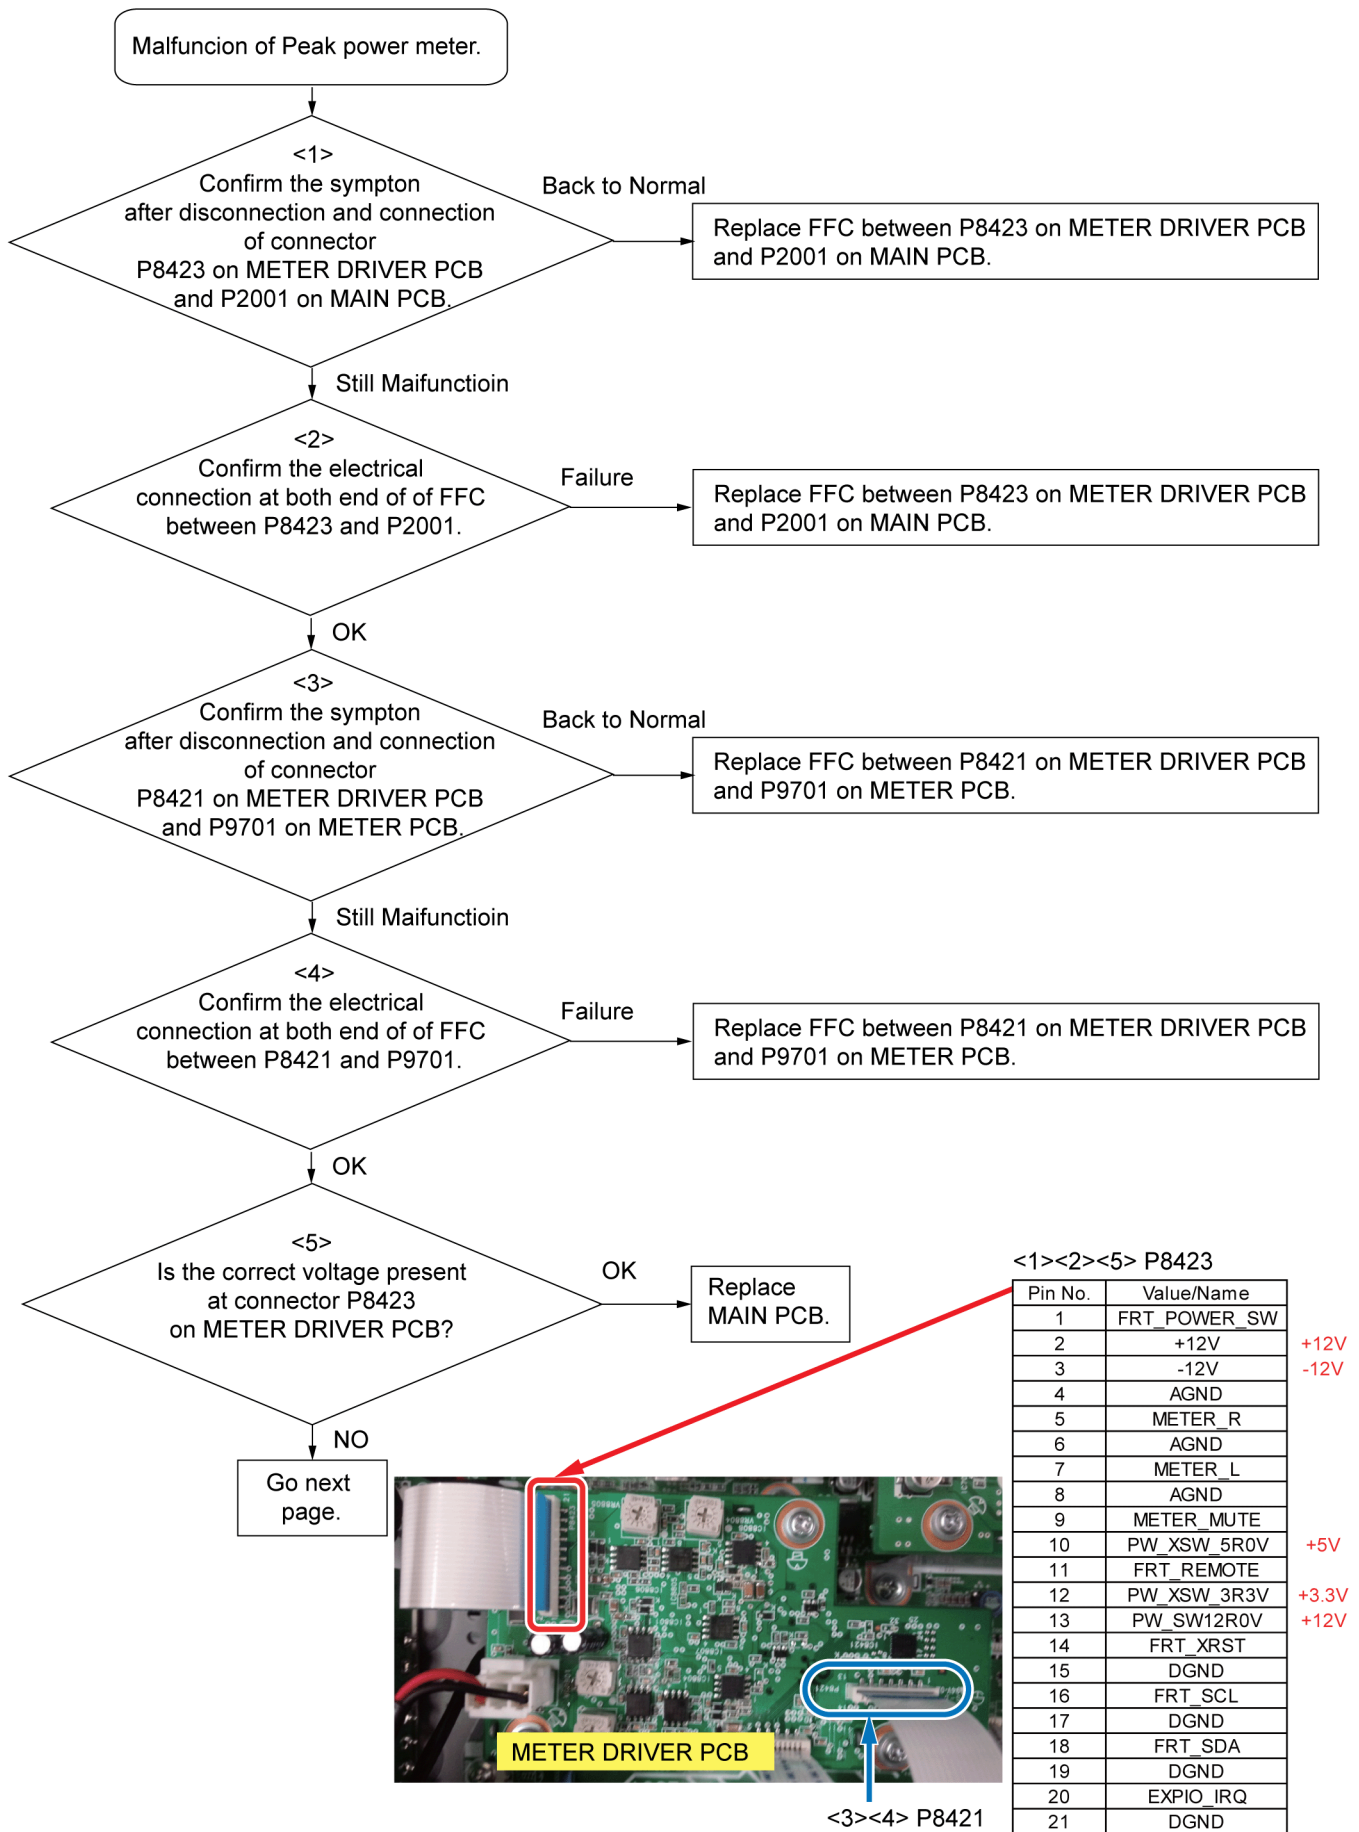 Malfuncion of Peak power meter.
<1>
Confirm the sympton
after disconnection and connection
of connector
P8423 on METER DRIVER PCB
and P2001 on MAIN PCB.
Back to Normal
Replace FFC between P8423 on METER DRIVER PCB
and P2001 on MAIN PCB.
Still Maifunctioin
<2>
Confirm the electrical
connection at both end of of FFC
between P8423 and P2001.
Failure
Replace FFC between P8423 on METER DRIVER PCB
and P2001 on MAIN PCB.
OK
<3>
Confirm the sympton
after disconnection and connection
of connector
P8421 on METER DRIVER PCB
and P9701 on METER PCB.
Back to Normal
Replace FFC between P8421 on METER DRIVER PCB
and P9701 on METER PCB.
Still Maifunctioin
<4>
Confirm the electrical
connection at both end of of FFC
between P8421 and P9701.
Failure
Replace FFC between P8421 on METER DRIVER PCB
and P9701 on METER PCB.
OK
<5>
Is the correct voltage present
at connector P8423
on METER DRIVER PCB?
OK
Replace
MAIN PCB.
NO
Go next
page.
<1><2><5> P8423
Pin No. Value/Name
1 FRT_POWER_SW
2 +12V +12V
3 -12V -12V
4 AGND
5 METER_R
6 AGND
7 METER_L
8 AGND
9 METER_MUTE
10 PW_XSW_5R0V +5V
11 FRT_REMOTE
12 PW_XSW_3R3V +3.3V
13 PW_SW12R0V +12V
14 FRT_XRST
15 DGND
16 FRT_SCL
17 DGND
18 FRT_SDA
19 DGND
20 EXPIO_IRQ
21 DGND
METER DRIVER PCB
<3><4> P8421